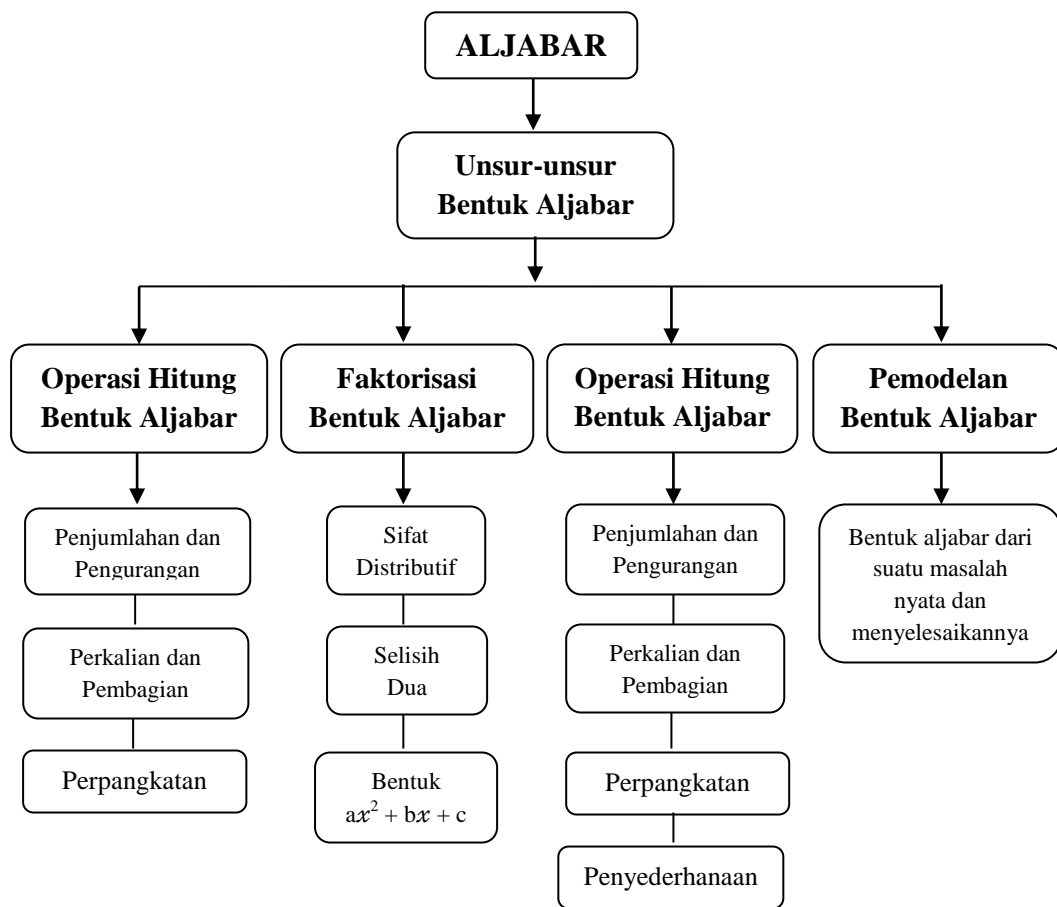 ALJABAR
Unsur-unsur
Bentuk Aljabar
Operasi Hitung
Bentuk Aljabar
Faktorisasi
Bentuk Aljabar
Operasi Hitung
Bentuk Aljabar
Pemodelan
Bentuk Aljabar
Penjumlahan dan
Pengurangan
Perkalian dan
Pembagian
Perpangkatan
Sifat
Distributif
Selisih
Dua
Bentuk
ax² + bx + c
Penjumlahan dan
Pengurangan
Perkalian dan
Pembagian
Perpangkatan
Penyederhanaan
Bentuk aljabar dari
suatu masalah
nyata dan
menyelesaikannya